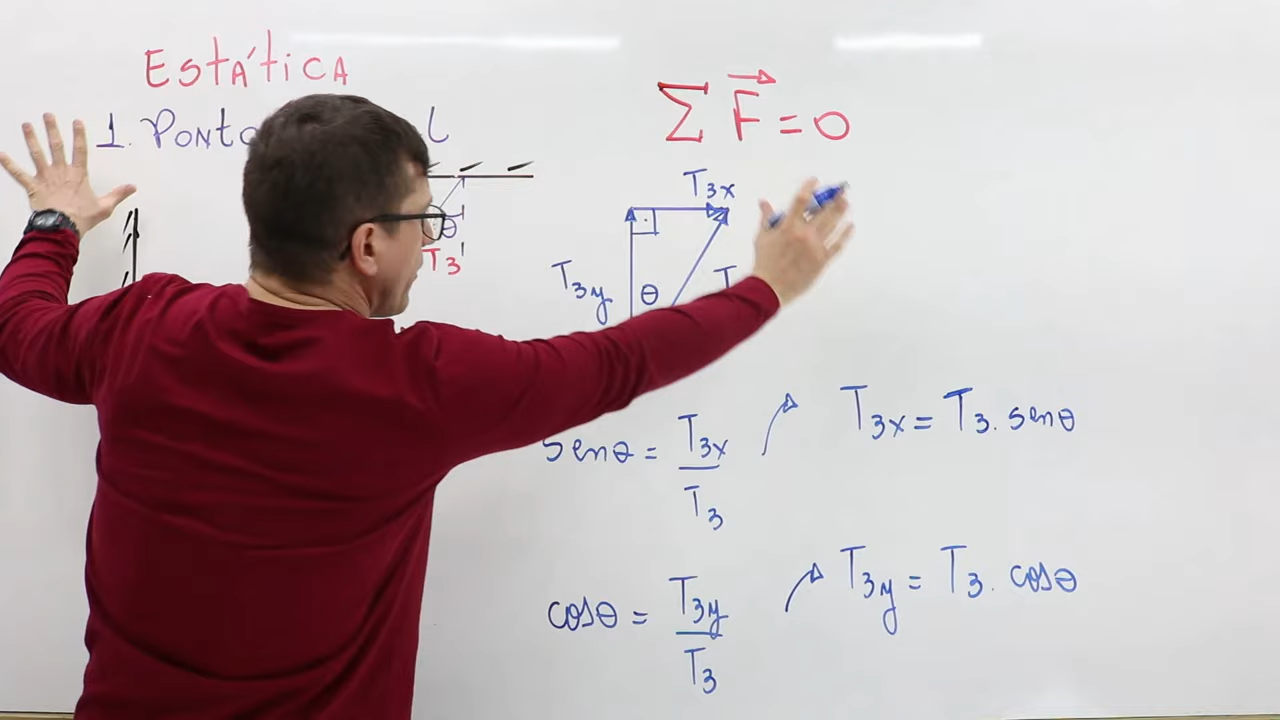 Estática
1. Ponto
Σ F = 0
θ
T3
T3x
T3y
θ
senθ = T3x / T3
T3x = T3 . senθ
cosθ = T3y / T3
T3y = T3 . cosθ